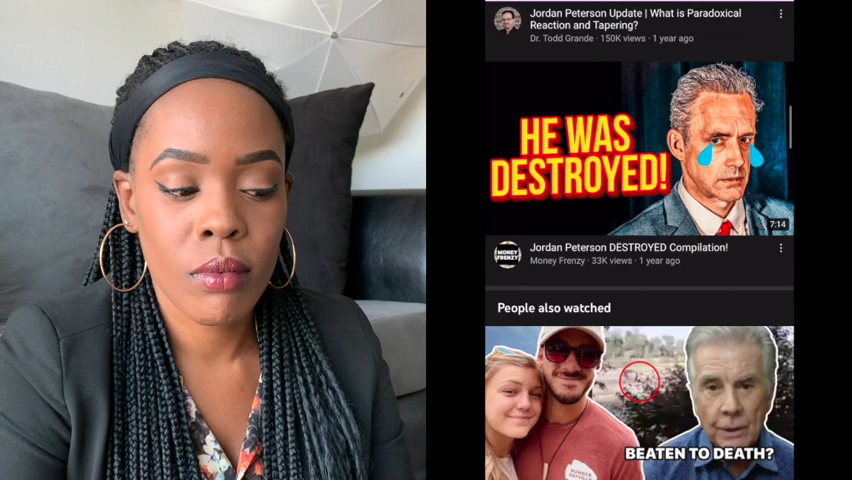 Jordan Peterson Update | What is Paradoxical
Reaction and Tapering?
Dr. Todd Grande · 150K views · 1 year ago
HE WAS
DESTROYED!
7:14
MONEY
FRENZY
Jordan Peterson DESTROYED Compilation!
Money Frenzy · 33K views · 1 year ago
People also watched
BEATEN TO DEATH?